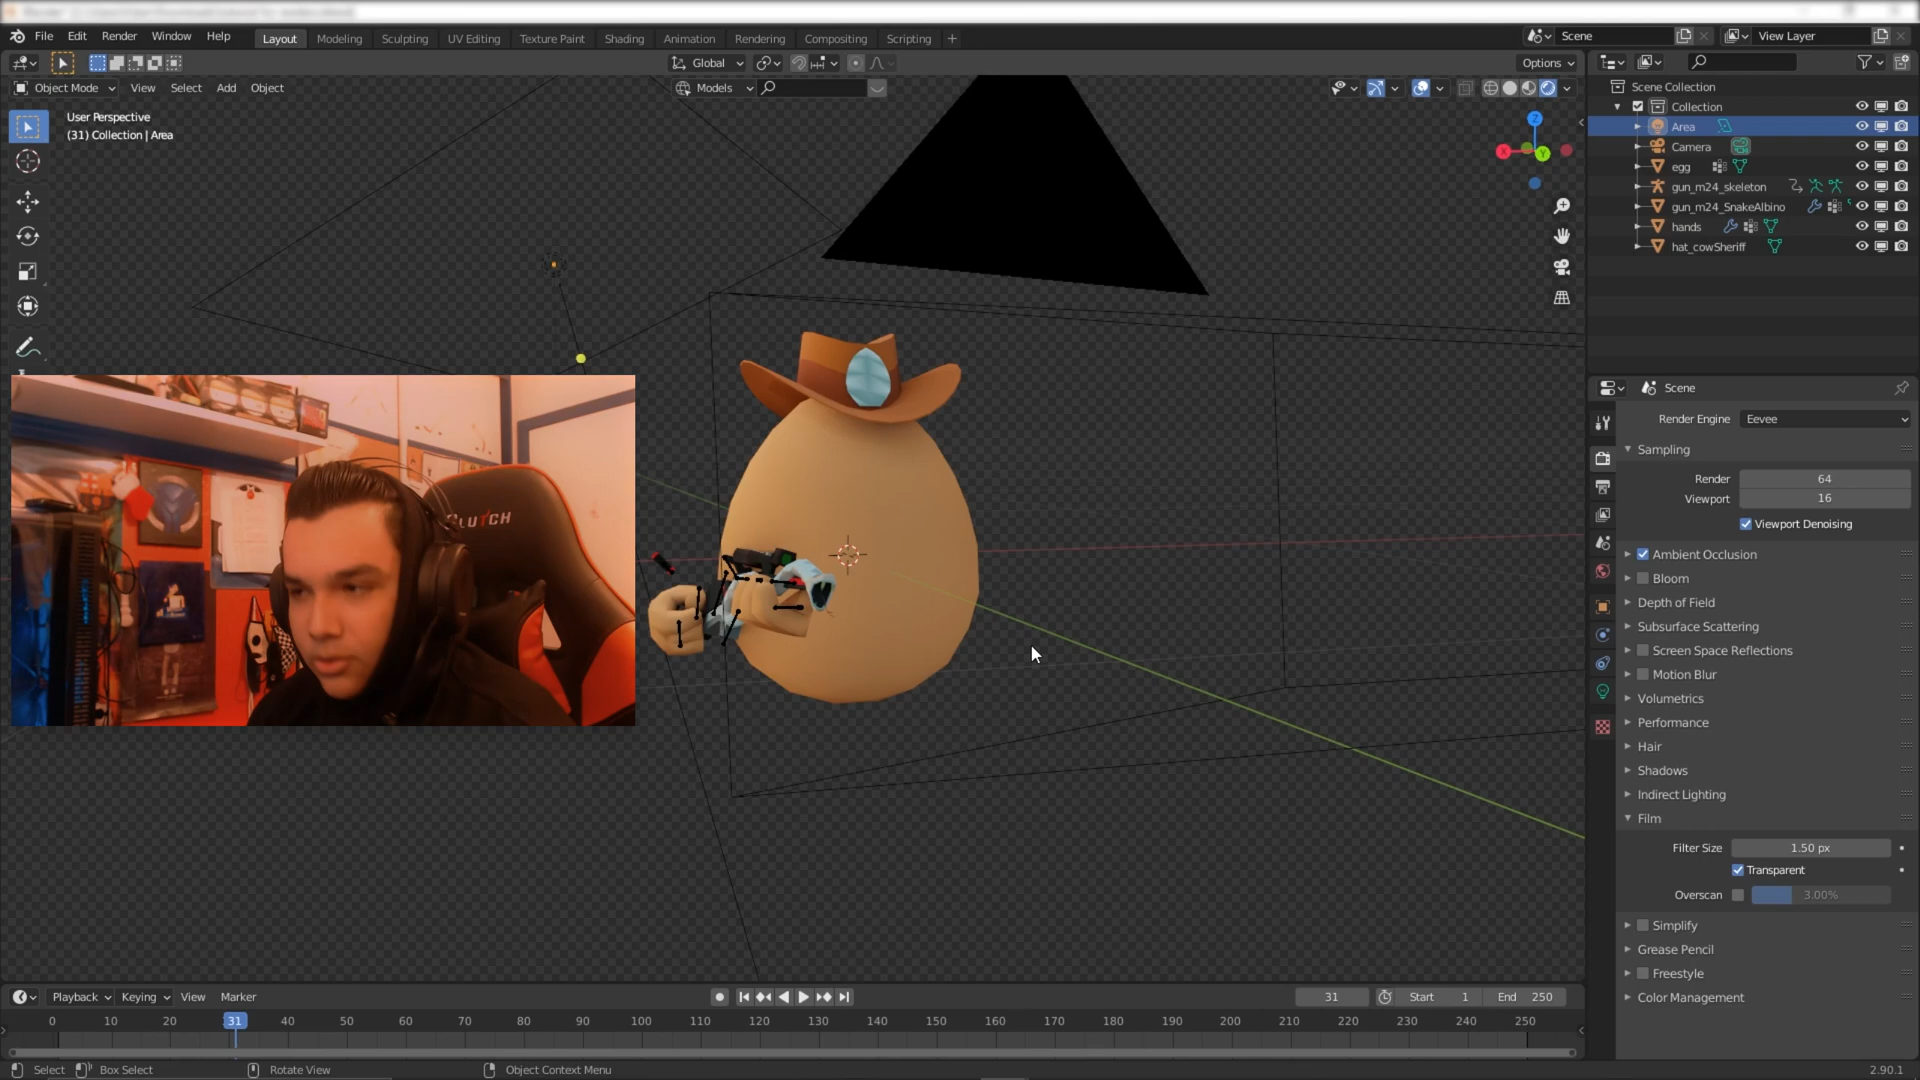 File Edit Render Window Help Layout Modeling Sculpting UV Editing Texture Paint Shading Animation Rendering Compositing Scripting + Scene View Layer
Global Options
Object Mode View Select Add Object Models
User Perspective
(31) Collection | Area
Z
X
Y
CLUTCH
Scene Collection
Collection
Area
Camera
egg
gun_m24_skeleton
gun_m24_SnakeAlbino
hands
hat_cowSheriff
Scene
Render Engine Eevee
Sampling
Render 64
Viewport 16
Viewport Denoising
Ambient Occlusion
Bloom
Depth of Field
Subsurface Scattering
Screen Space Reflections
Motion Blur
Volumetrics
Performance
Hair
Shadows
Indirect Lighting
Film
Filter Size 1.50 px
Transparent
Overscan 3.00%
Simplify
Grease Pencil
Freestyle
Color Management
Playback Keying View Marker 31 Start 1 End 250
0 10 20 31 40 50 60 70 80 90 100 110 120 130 140 150 160 170 180 190 200 210 220 230 240 250
Select Box Select Rotate View Object Context Menu 2.90.1